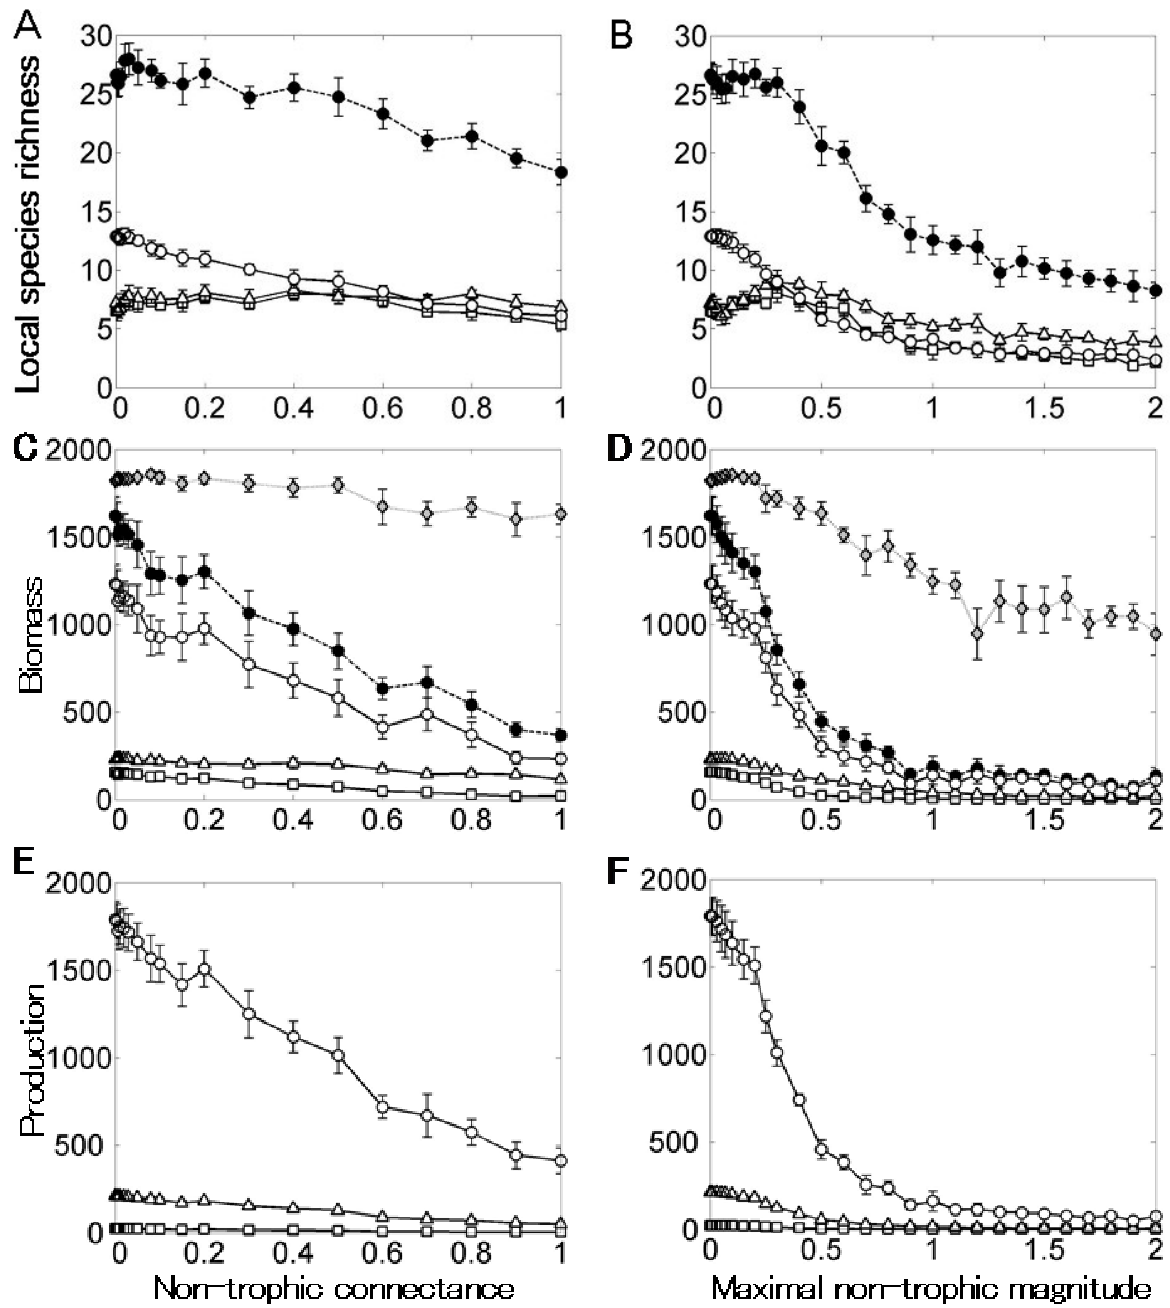 A
B
Local species richness
30
25
20
15
10
5
0
0 0.2 0.4 0.6 0.8 1
30
25
20
15
10
5
0
0 0.5 1 1.5 2
C
D
Biomass
2000
1500
1000
500
0
0 0.2 0.4 0.6 0.8 1
2000
1500
1000
500
0
0 0.5 1 1.5 2
E
F
Production
2000
1500
1000
500
0
0 0.2 0.4 0.6 0.8 1
Non-trophic connectance
2000
1500
1000
500
0
0 0.5 1 1.5 2
Maximal non-trophic magnitude